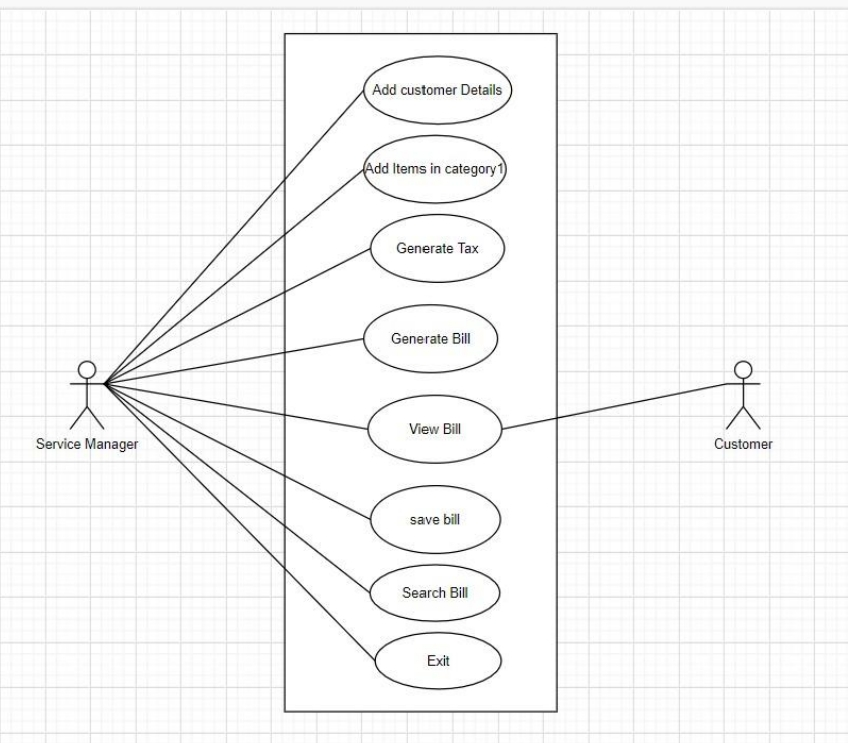 Add customer Details
Add Items in category1
Generate Tax
Generate Bill
View Bill
save bill
Search Bill
Exit
Service Manager
Customer